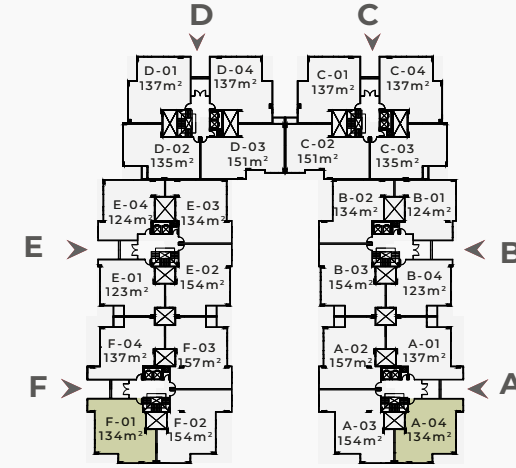 D
C
D-01
137m²
D-04
137m²
C-01
137m²
C-04
137m²
D-02
135m²
D-03
151m²
C-02
151m²
C-03
135m²
E-04
124m²
E-03
134m²
B-02
134m²
B-01
124m²
E
B
E-01
123m²
E-02
154m²
B-03
154m²
B-04
123m²
F-04
137m²
F-03
157m²
A-02
157m²
A-01
137m²
F
A
F-01
134m²
F-02
154m²
A-03
154m²
A-04
134m²